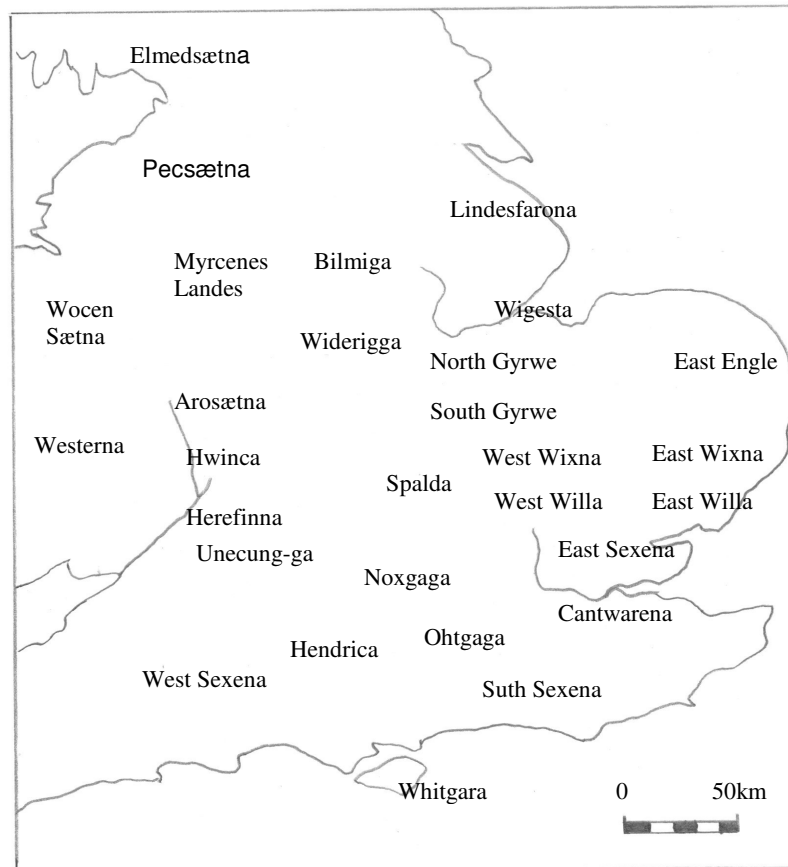 Elmedsætna
Pecsætna
Lindesfarona
Myrcenes
Landes
Bilmiga
Wocen
Sætna
Wigesta
Widerigga
North Gyrwe
East Engle
Arosætna
South Gyrwe
Westerna
Hwinca
West Wixna
East Wixna
Spalda
West Willa
East Willa
Herefinna
Unecung-ga
East Sexena
Noxgaga
Cantwarena
Hendrica
Ohtgaga
West Sexena
Suth Sexena
Whitgara
0 50km